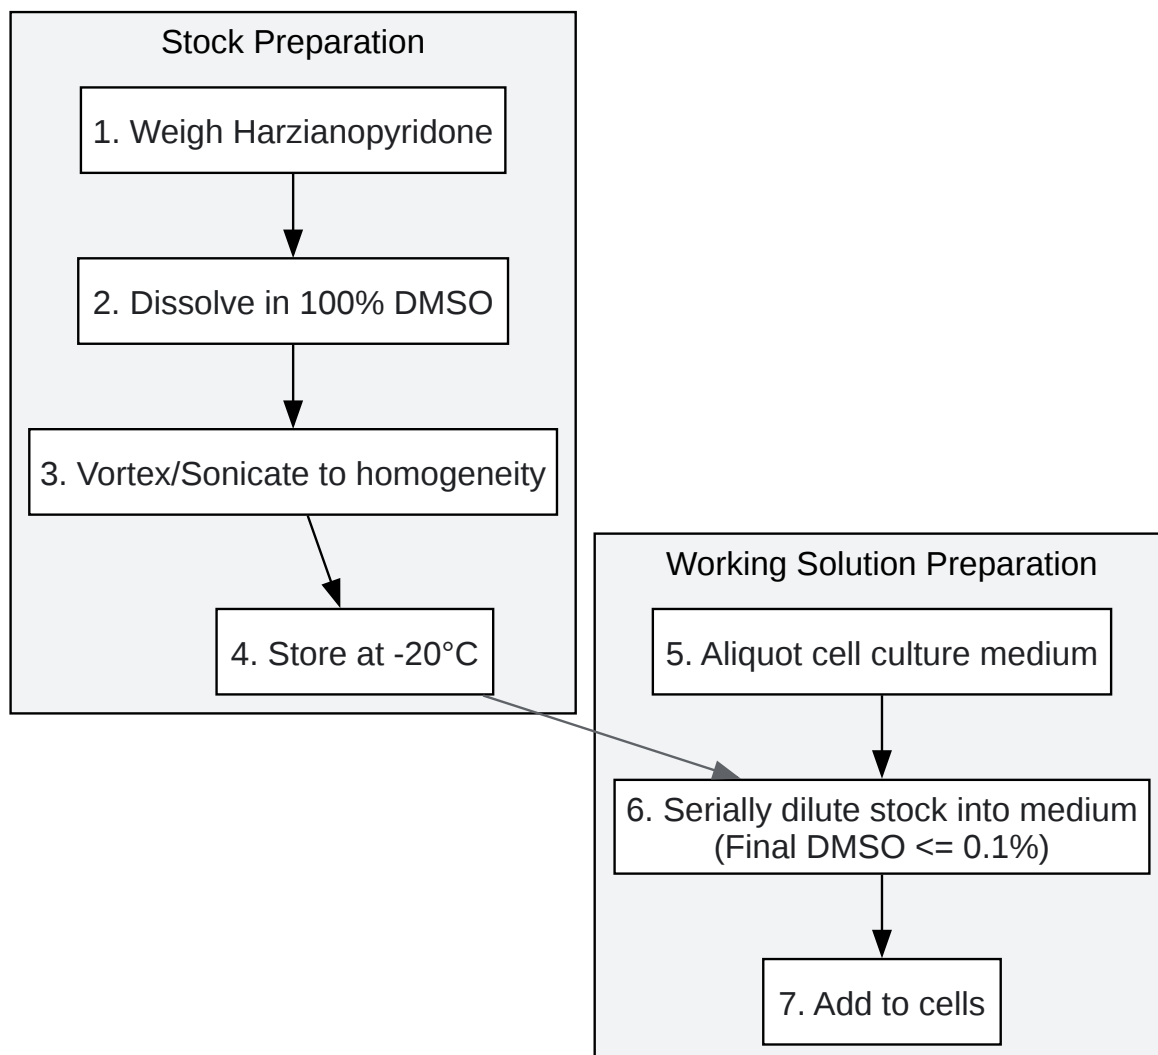 Stock Preparation
1. Weigh Harzianopyridone
2. Dissolve in 100% DMSO
3. Vortex/Sonicate to homogeneity
4. Store at -20°C
Working Solution Preparation
5. Aliquot cell culture medium
6. Serially dilute stock into medium
(Final DMSO <= 0.1%)
7. Add to cells